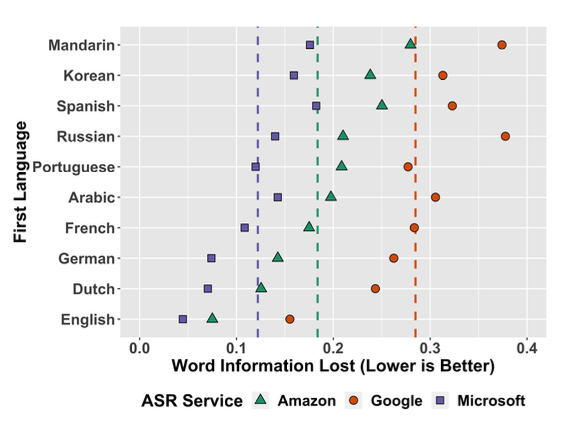 First Language
Mandarin
Korean
Spanish
Russian
Portuguese
Arabic
French
German
Dutch
English
0.0 0.1 0.2 0.3 0.4
Word Information Lost (Lower is Better)
ASR Service Amazon Google Microsoft